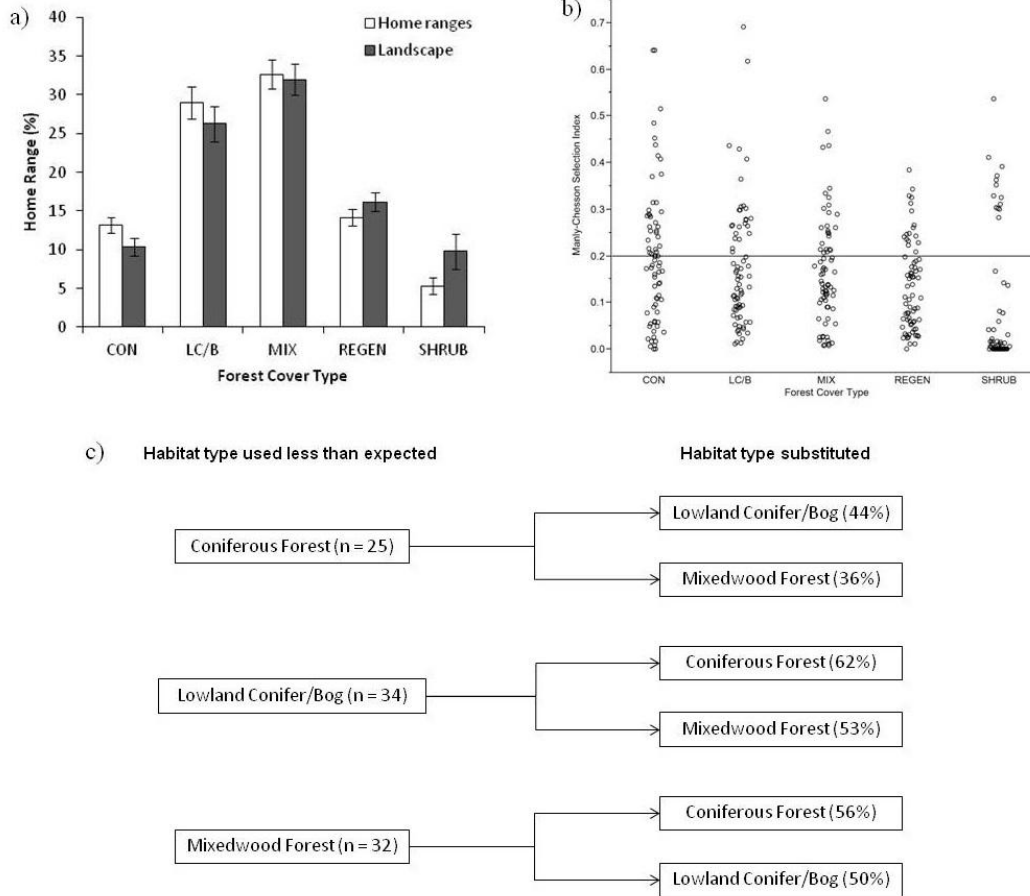 a)
40
35
30
25
20
15
10
5
0
Home Range (%)
Home ranges
Landscape
CON LC/B MIX REGEN SHRUB
Forest Cover Type
b)
0.7
0.6
0.5
0.4
0.3
0.2
0.1
0.0
Manly-Chesson Selection Index
CON LC/B MIX REGEN SHRUB
Forest Cover Type
c) Habitat type used less than expected Habitat type substituted
Coniferous Forest (n = 25)
Lowland Conifer/Bog (44%)
Mixedwood Forest (36%)
Lowland Conifer/Bog (n = 34)
Coniferous Forest (62%)
Mixedwood Forest (53%)
Mixedwood Forest (n = 32)
Coniferous Forest (56%)
Lowland Conifer/Bog (50%)